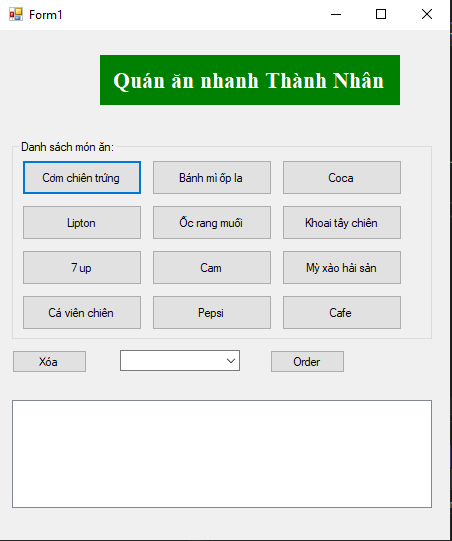 Form1
Quán ăn nhanh Thành Nhân
Danh sách món ăn:
Cơm chiên trứng Bánh mì ốp la Coca
Lipton Ốc rang muối Khoai tây chiên
7 up Cam Mỳ xào hải sản
Cá viên chiên Pepsi Cafe
Xóa Order